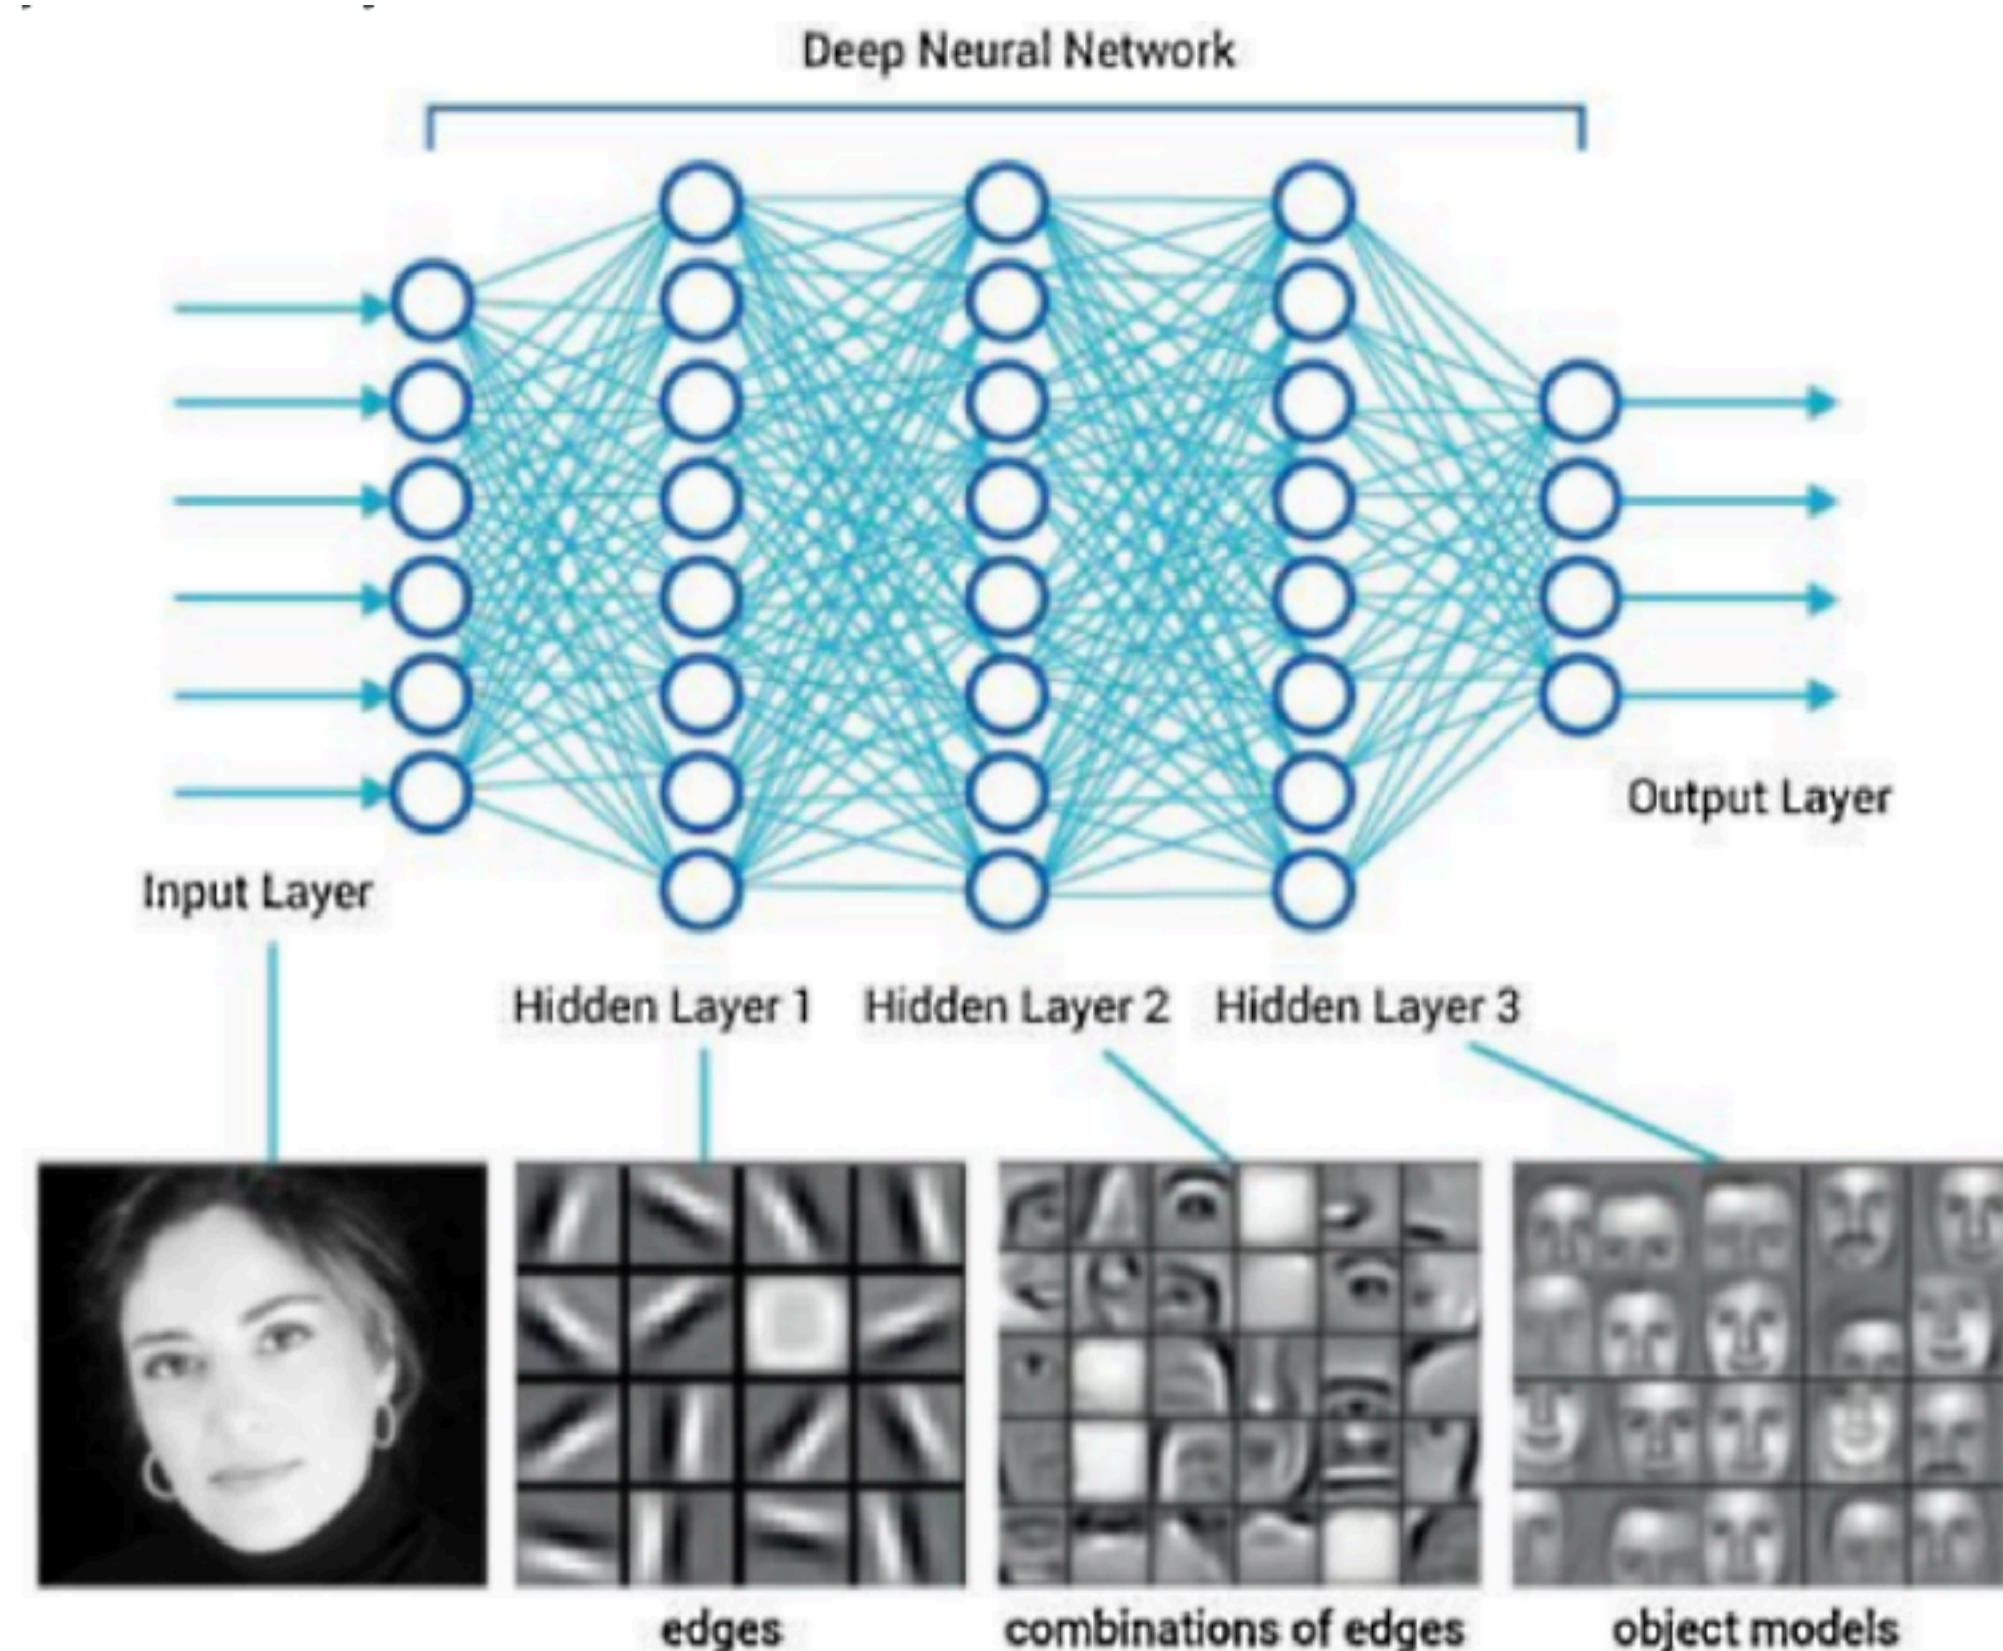 Deep Neural Network
Output Layer
Input Layer
Hidden Layer 1
Hidden Layer 2
Hidden Layer 3
edges
combinations of edges
object models